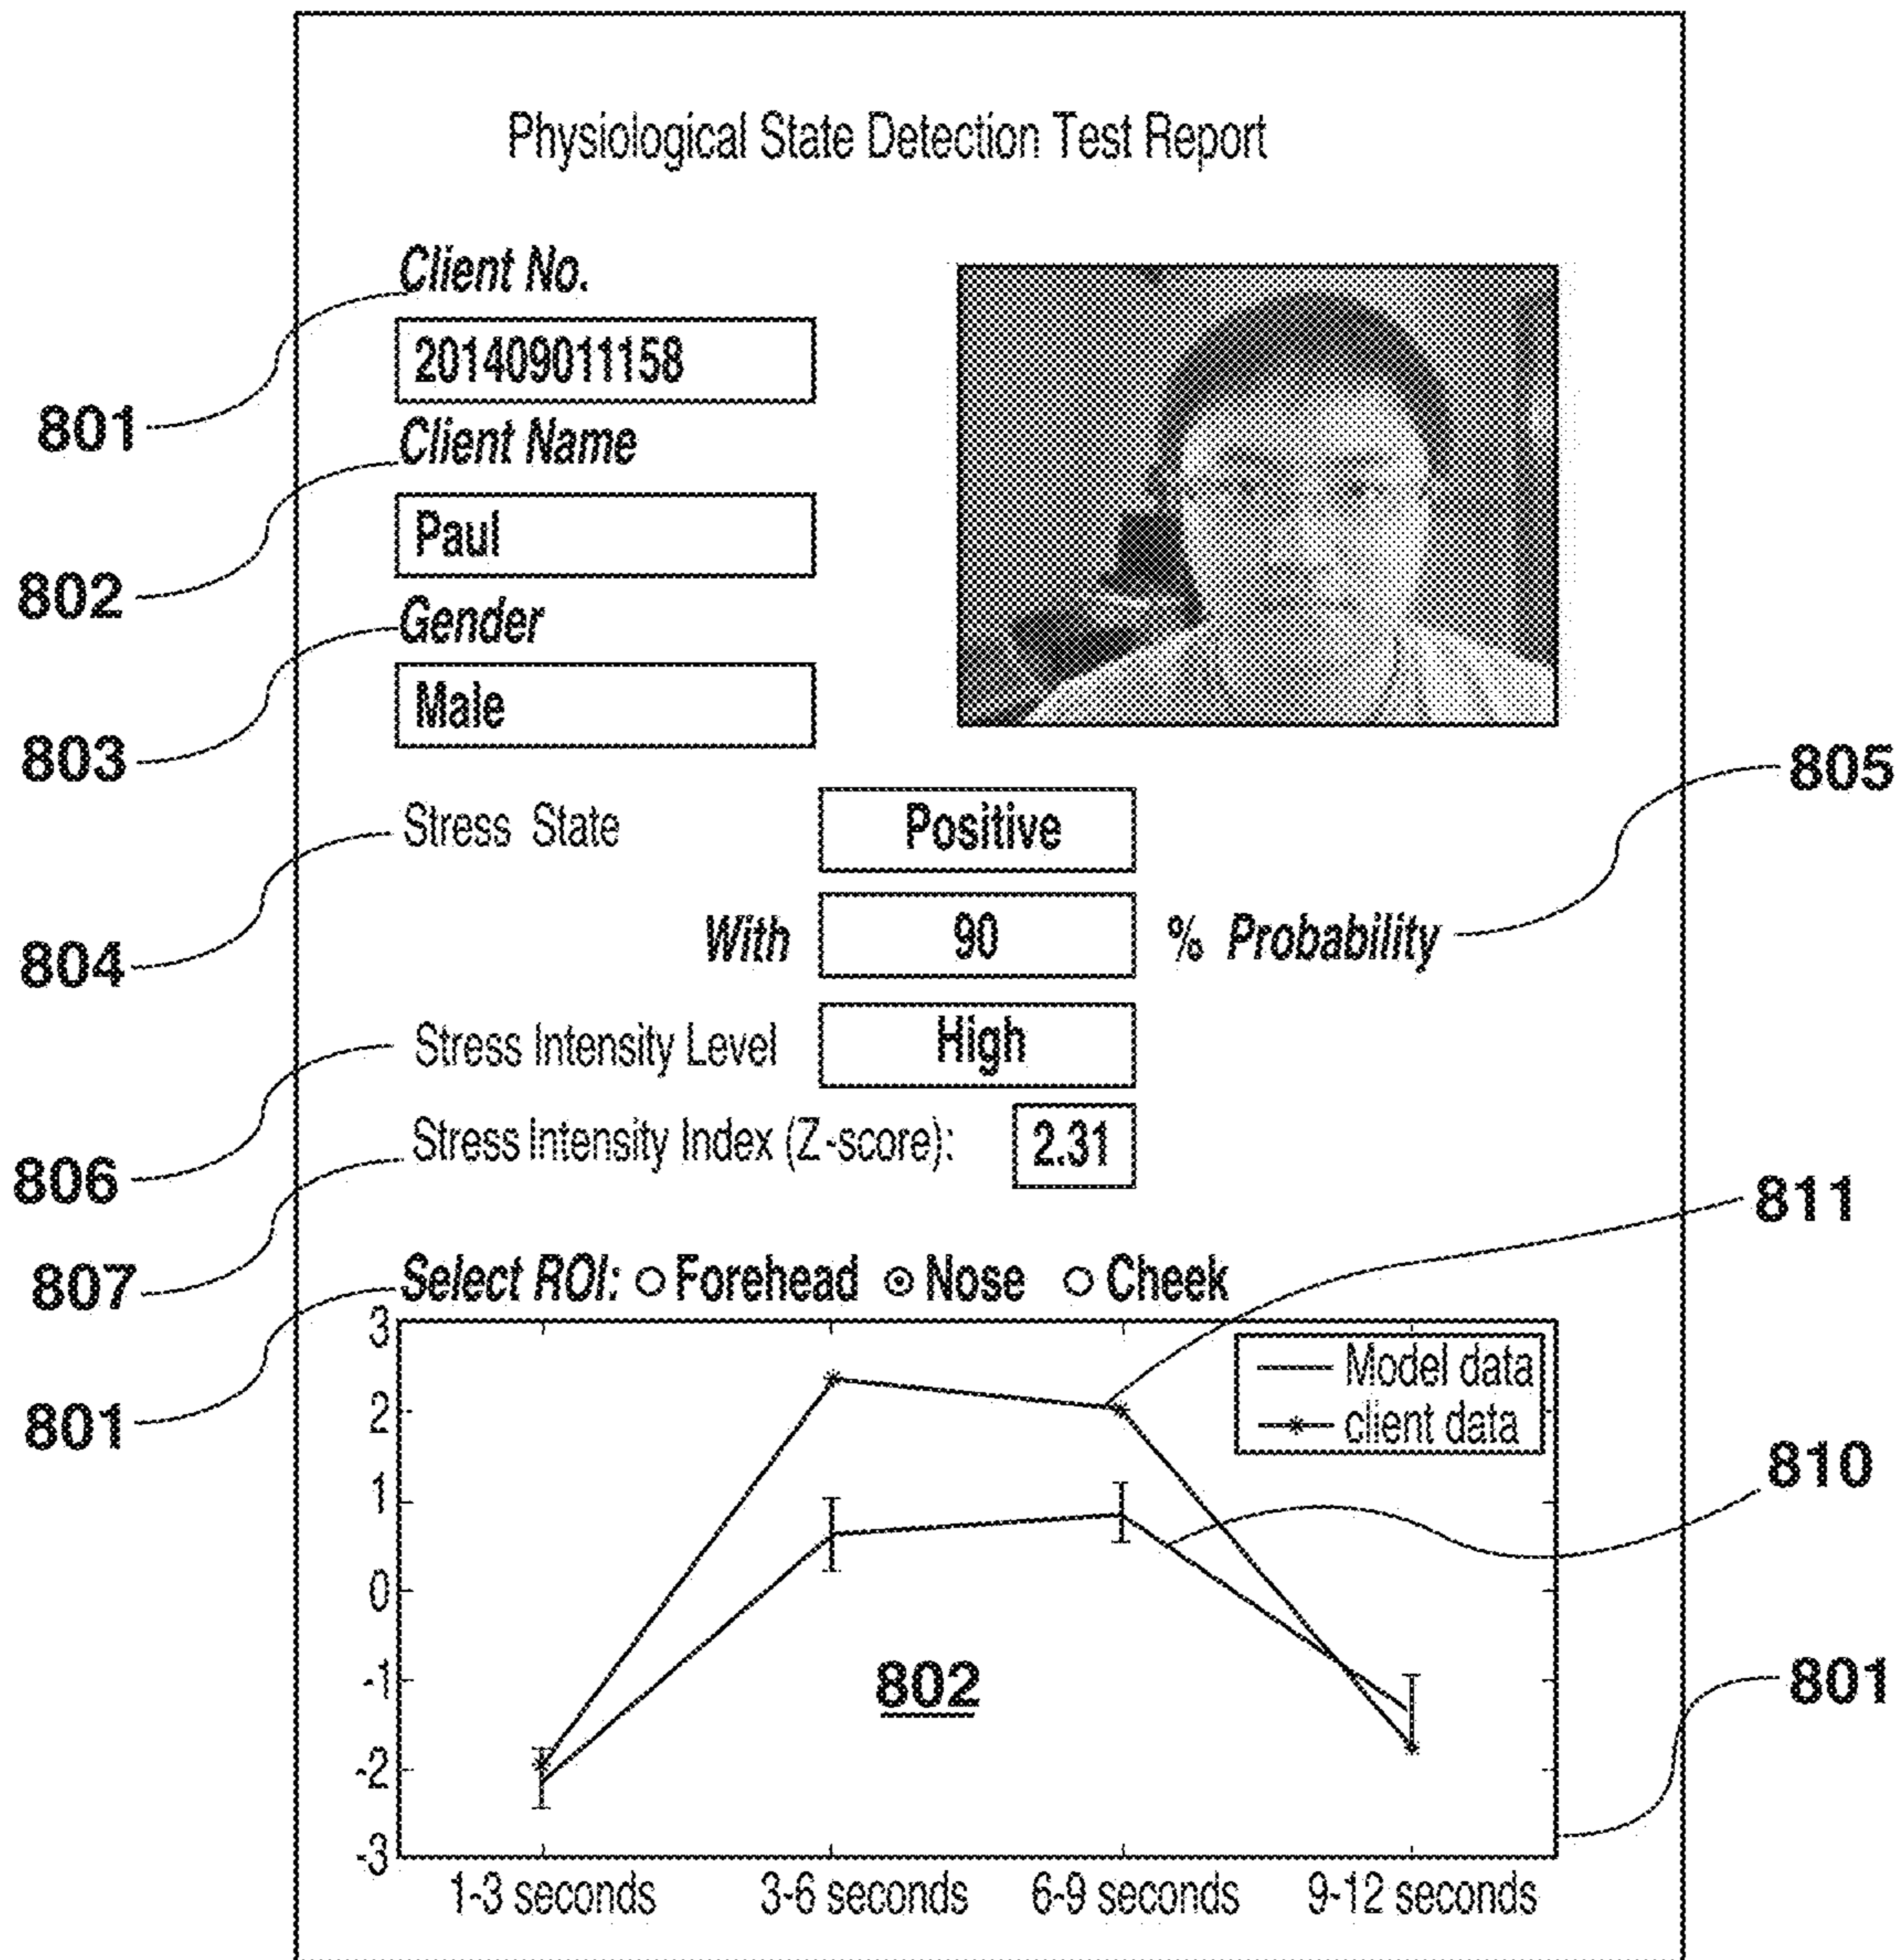 Physiological State Detection Test Report
Client No.
201409011158
801
Client Name
Paul
802
Gender
Male
803
805
Stress State Positive
With 90 % Probability
804
Stress Intensity Level High
Stress Intensity Index (Z-score): 2.31
806
811
Select ROI: Forehead Nose Cheek
807
3
Model data
2
client data
801
810
1
0
-1
802
801
-2
-3
1-3 seconds 3-6 seconds 6-9 seconds 9-12 seconds